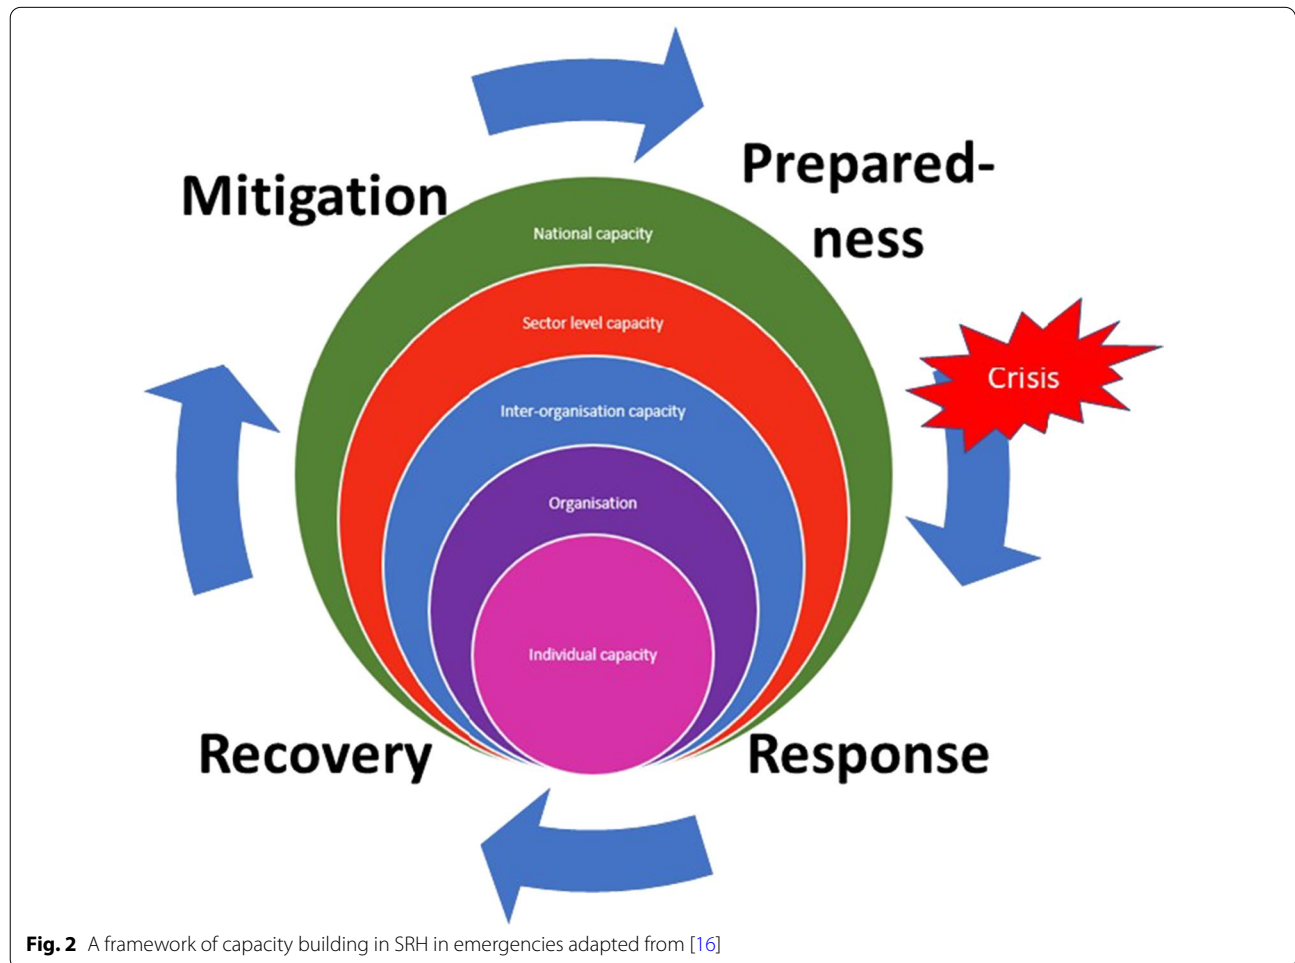 Mitigation
Prepared-
ness
National capacity
Sector level capacity
Crisis
Inter-organisation capacity
Organisation
Individual capacity
Recovery
Response
Fig. 2 A framework of capacity building in SRH in emergencies adapted from [16]